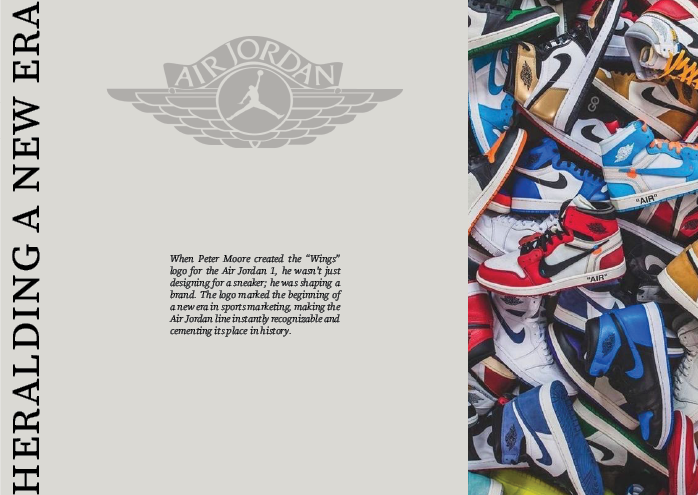 HERALDING A NEW ERA
AIR JORDAN
When Peter Moore created the “Wings”
logo for the Air Jordan 1, he wasn’t just
designing for a sneaker; he was shaping a
brand. The logo marked the beginning of
a new era in sports marketing, making the
Air Jordan line instantly recognizable and
cementing its place in history.
"AIR"
"AIR"